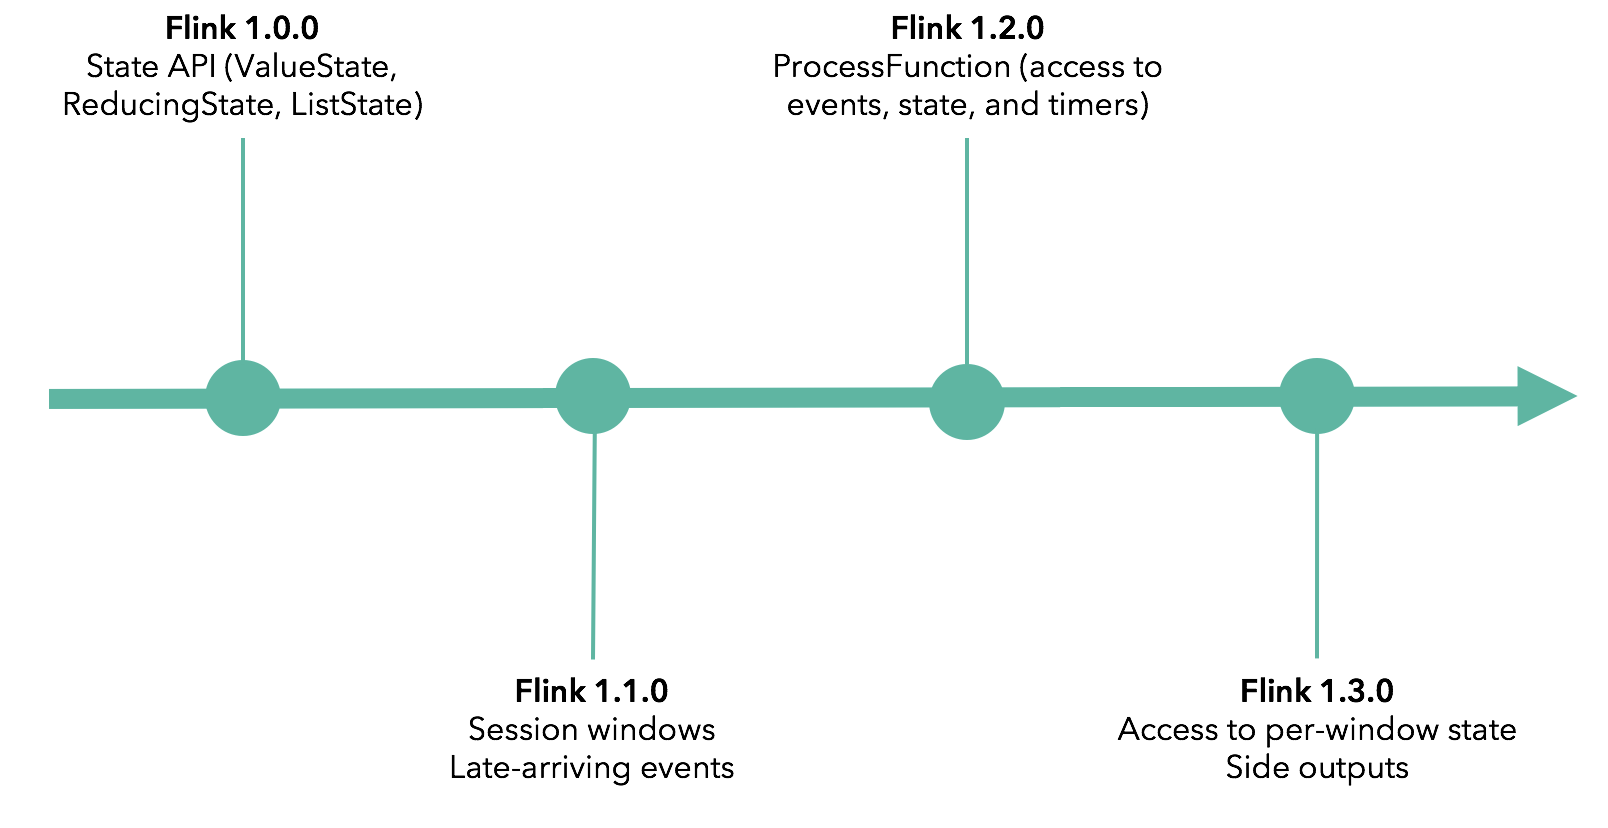 Flink 1.0.0
State API (ValueState,
ReducingState, ListState)
Flink 1.1.0
Session windows
Late-arriving events
Flink 1.2.0
ProcessFunction (access to
events, state, and timers)
Flink 1.3.0
Access to per-window state
Side outputs